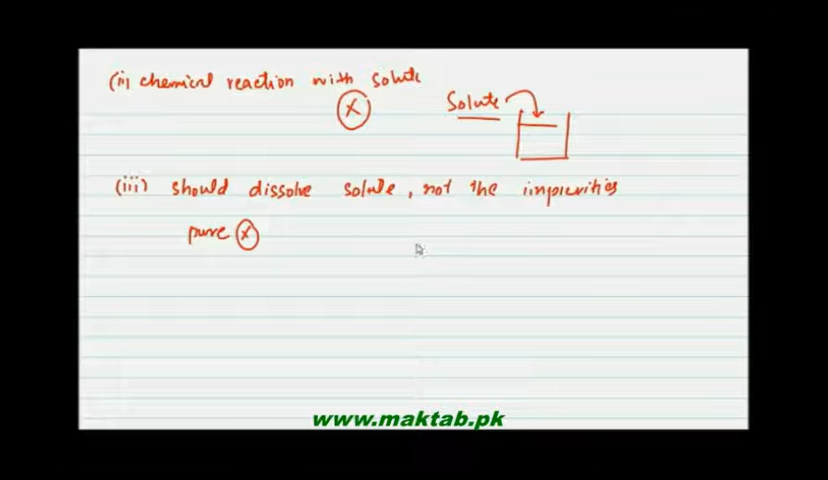 (ii) chemical reaction with solute
X
Solute
(iii) should dissolve solute, not the impurities
pure X
www.maktab.pk